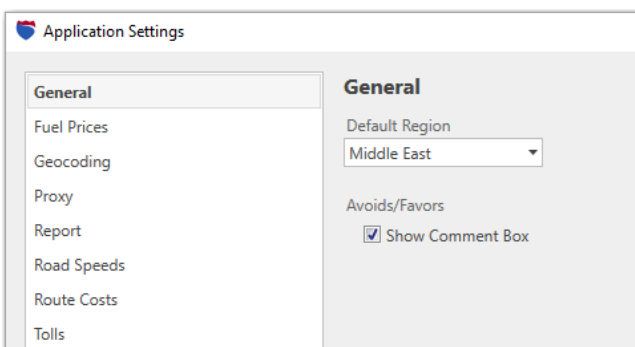 Application Settings
General
Fuel Prices
Geocoding
Proxy
Report
Road Speeds
Route Costs
Tolls
General
Default Region
Middle East
Avoids/Favors
Show Comment Box